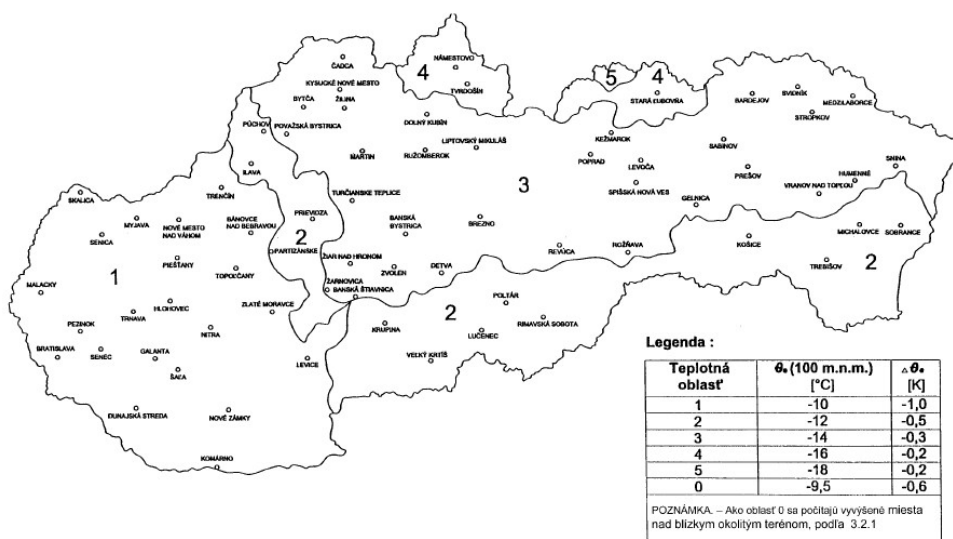 ČADCA
4
NÁMESTOVO
TVRDOŠÍN
5
4
STARÁ ĽUBOVŇA
KYSUCKÉ NOVÉ MESTO
BYTČA
ŽILINA
BARDEJOV
SVIDNÍK
MEDZILABORCE
STROPKOV
PÚCHOV
POVAŽSKÁ BYSTRICA
DOLNÝ KUBÍN
LIPTOVSKÝ MIKULÁŠ
KEŽMAROK
SABINOV
MARTIN
RUŽOMBEROK
POPRAD
LEVOČA
ILAVA
PREŠOV
SNINA
HUMENNÉ
SKALICA
TRENČÍN
TURČIANSKE TEPLICE
3
SPIŠSKÁ NOVÁ VES
VRANOV NAD TOPĽOU
GELNICA
MYJAVA
NOVÉ MESTO
NAD VÁHOM
BÁNOVCE
NAD BEBRAVOU
PRIEVIDZA
BANSKÁ
BYSTRICA
BREZNO
MICHALOVCE
SOBRANCE
SENICA
2
KOŠICE
PARTIZÁNSKE
REVÚCA
ROŽŇAVA
PIEŠŤANY
ŽIAR NAD HRONOM
TREBIŠOV
2
1
TOPOĽČANY
ZVOLEN
DETVA
MALACKY
ŽARNOVICA
BANSKÁ ŠTIAVNICA
HLOHOVEC
ZLATÉ MORAVCE
POLTÁR
TRNAVA
2
RIMAVSKÁ SOBOTA
PEZINOK
NITRA
KRUPINA
LUČENEC
BRATISLAVA
SENEC
GALANTA
LEVICE
VEĽKÝ KRTÍŠ
ŠAĽA
DUNAJSKÁ STREDA
NOVÉ ZÁMKY
KOMÁRNO
Legenda :
Teplotná oblasť θₑ (100 m.n.m.) [°C] △ θₑ [K]
1 -10 -1,0
2 -12 -0,5
3 -14 -0,3
4 -16 -0,2
5 -18 -0,2
0 -9,5 -0,6
POZNÁMKA. – Ako oblasť 0 sa počítajú vyvýšené miesta
nad blízkym okolitým terénom, podľa 3.2.1